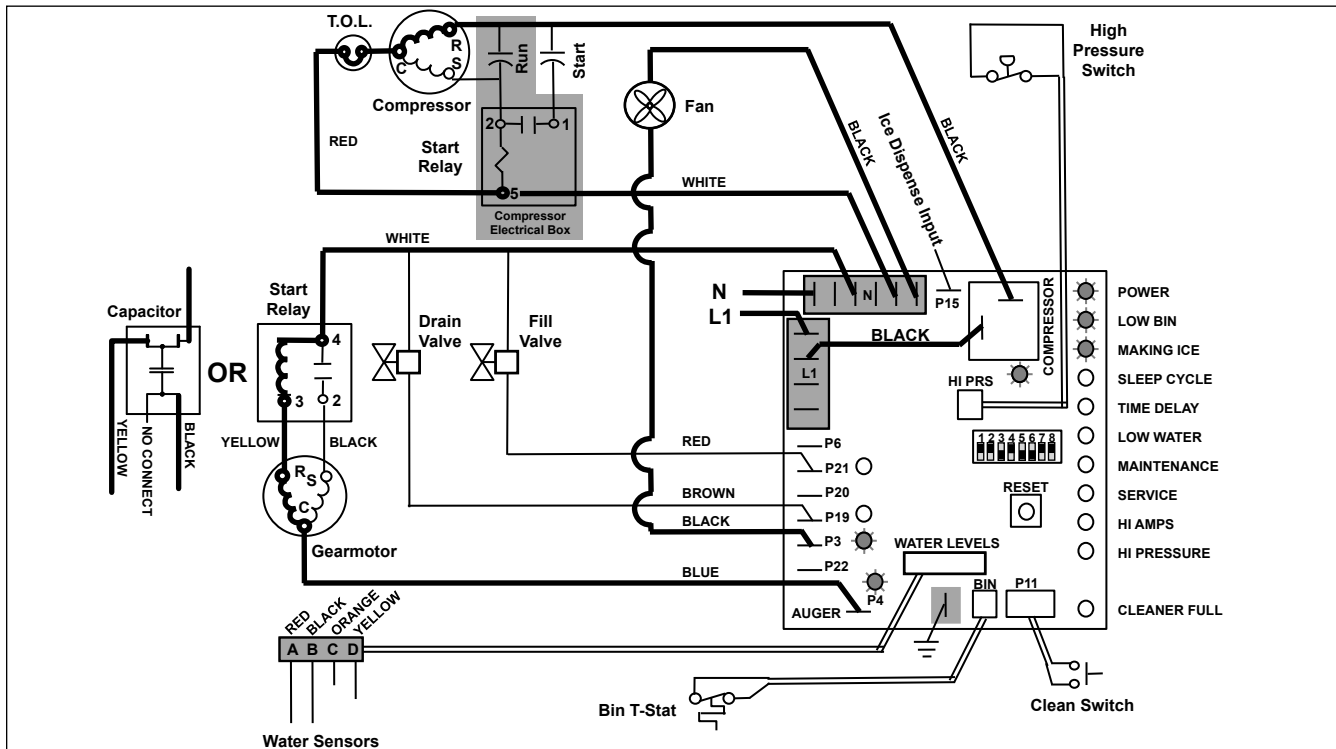 T.O.L.
R
S
C
Compressor
Run
Start
RED
2
1
Start
Relay
5
Compressor
Electrical Box
Fan
BLACK
Ice Dispense Input
BLACK
High
Pressure
Switch
WHITE
WHITE
Capacitor
OR
Start
Relay
4
3
2
YELLOW
NO CONNECT
BLACK
YELLOW
BLACK
R
S
C
Gearmotor
Drain
Valve
Fill
Valve
N
L1
N
P15
BLACK
L1
COMPRESSOR
HI PRS
POWER
LOW BIN
MAKING ICE
SLEEP CYCLE
TIME DELAY
LOW WATER
MAINTENANCE
SERVICE
HI AMPS
HI PRESSURE
CLEANER FULL
1 2 3 4 5 6 7 8
RESET
RED
P6
P21
BROWN
P20
P19
BLACK
P3
P22
BLUE
P4
AUGER
WATER LEVELS
BIN
P11
RED
BLACK
ORANGE
YELLOW
A B C D
Water Sensors
Bin T-Stat
Clean Switch